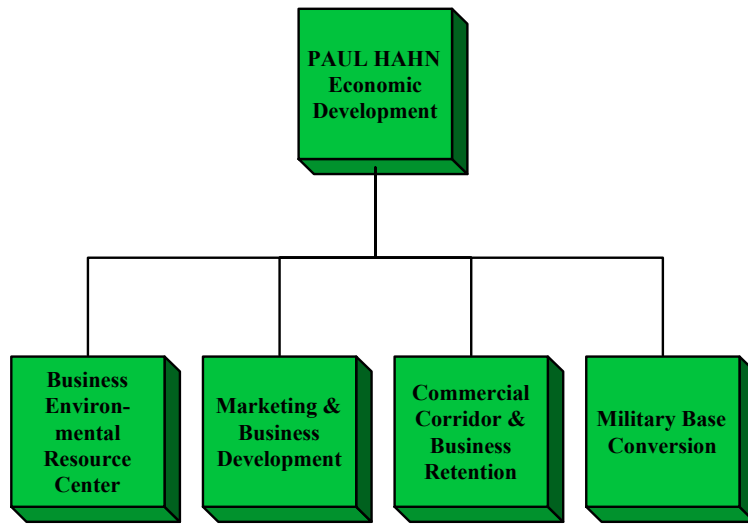 PAUL HAHN
Economic
Development
Business
Environ-
mental
Resource
Center
Marketing &
Business
Development
Commercial
Corridor &
Business
Retention
Military Base
Conversion